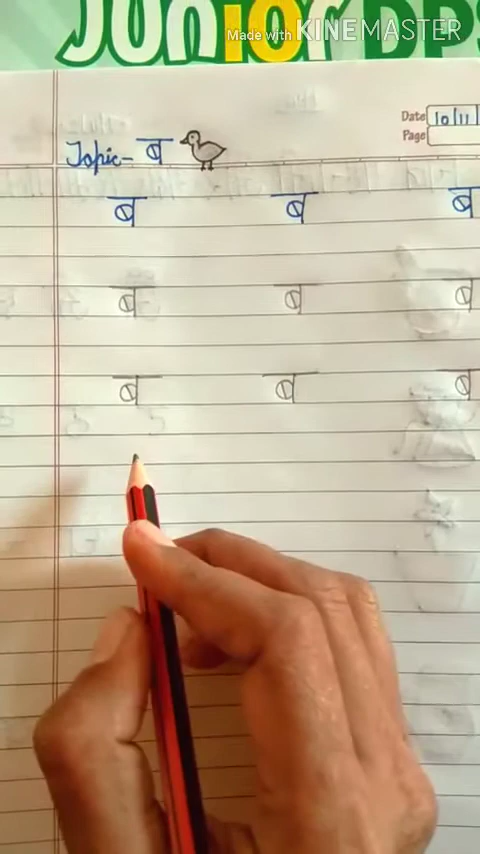 JUNIOR DPS
Made with KINEMASTER
Date 10/11
Page
Topic - ब
ब ब ब
ब ब ब
ब ब ब